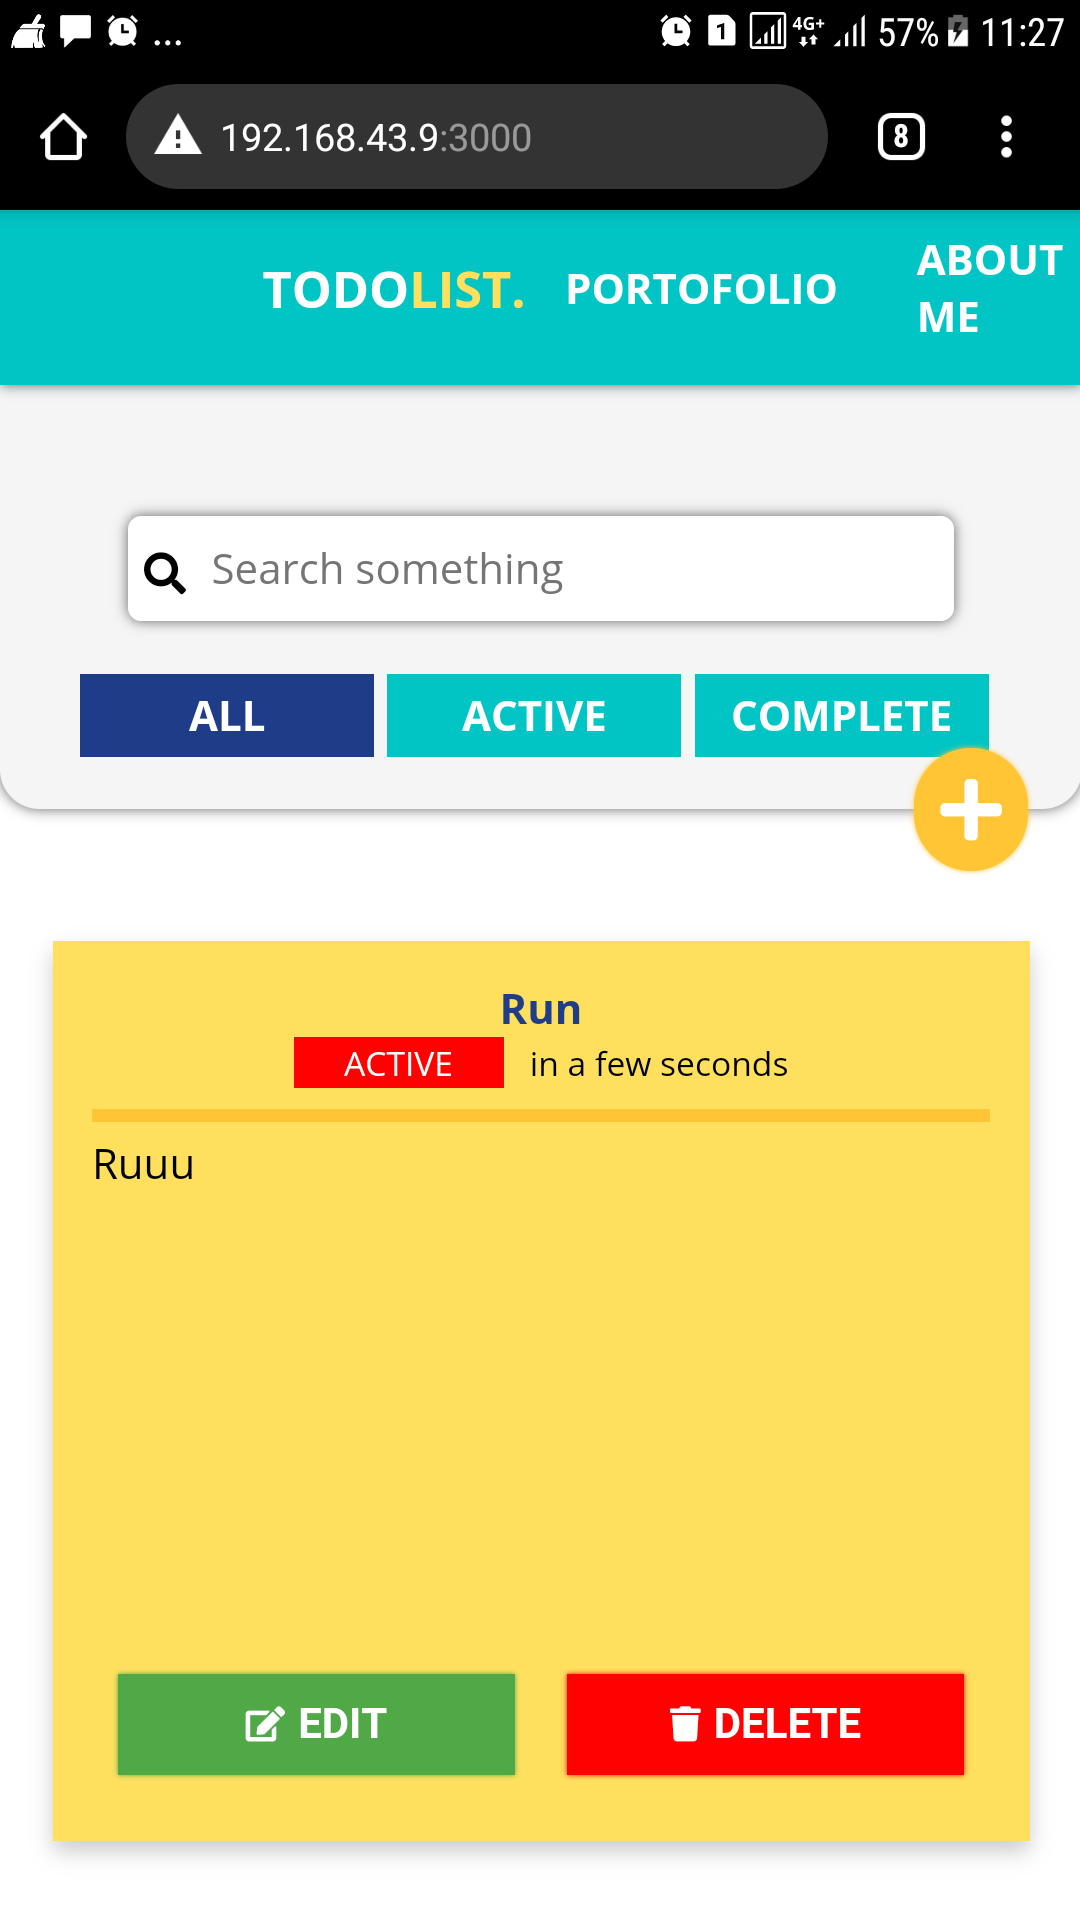 ... 1 4G+ 57% 11:27
192.168.43.9:3000 8
TODOLIST. PORTOFOLIO ABOUT
ME
Search something
ALL ACTIVE COMPLETE
Run
ACTIVE in a few seconds
Ruuu
EDIT DELETE